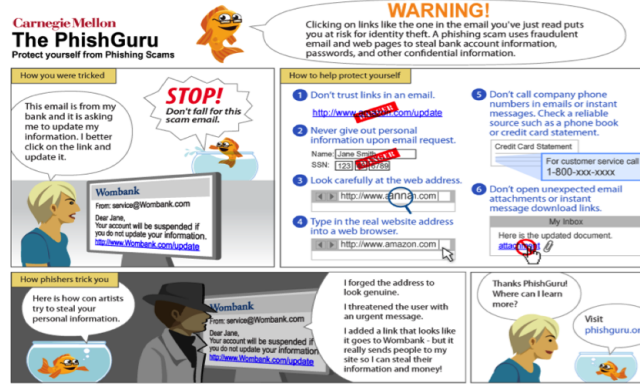 Carnegie Mellon
The PhishGuru
Protect yourself from Phishing Scams
WARNING!
Clicking on links like the one in the email you've just read puts
you at risk for identity theft. A phishing scam uses fraudulent
email and web pages to steal bank account information,
passwords, and other confidential information.
How you were tricked
This email is from my
bank and it is asking
me to update my
information. I better
click on the link and
update it.
STOP!
Don't fall for this
scam email.
Wombank
From: service@Wombank.com
Dear Jane,
Your account will be suspended if
you do not update your information.
http://www.Wombank.com/update
How to help protect yourself
1 Don't trust links in an email.
http://www.amazon.com/update
DANGER
2 Never give out personal
information upon email request.
Name: Jane Smith
SSN: 123 6789
DANGER
3 Look carefully at the web address.
http://www.anna.com
4 Type in the real website address
into a web browser.
http://www.amazon.com
5 Don't call company phone
numbers in emails or instant
messages. Check a reliable
source such as a phone book
or credit card statement.
Credit Card Statement
For customer service call
1-800-xxx-xxxx
6 Don't open unexpected email
attachments or instant
message download links.
My Inbox
Here is the updated document.
attachment
How phishers trick you
Here is how con artists
try to steal your
personal information.
Wombank
From: service@Wombank.com
Dear Jane,
Your account will be suspended if
you do not update your information.
http://www.Wombank.com/update
I forged the address to
look genuine.
I threatened the user with
an urgent message.
I added a link that looks like
it goes to Wombank - but it
really sends people to my
site so I can steal their
information and money!
Thanks PhishGuru!
Where can I learn
more?
Visit
phishguru.or